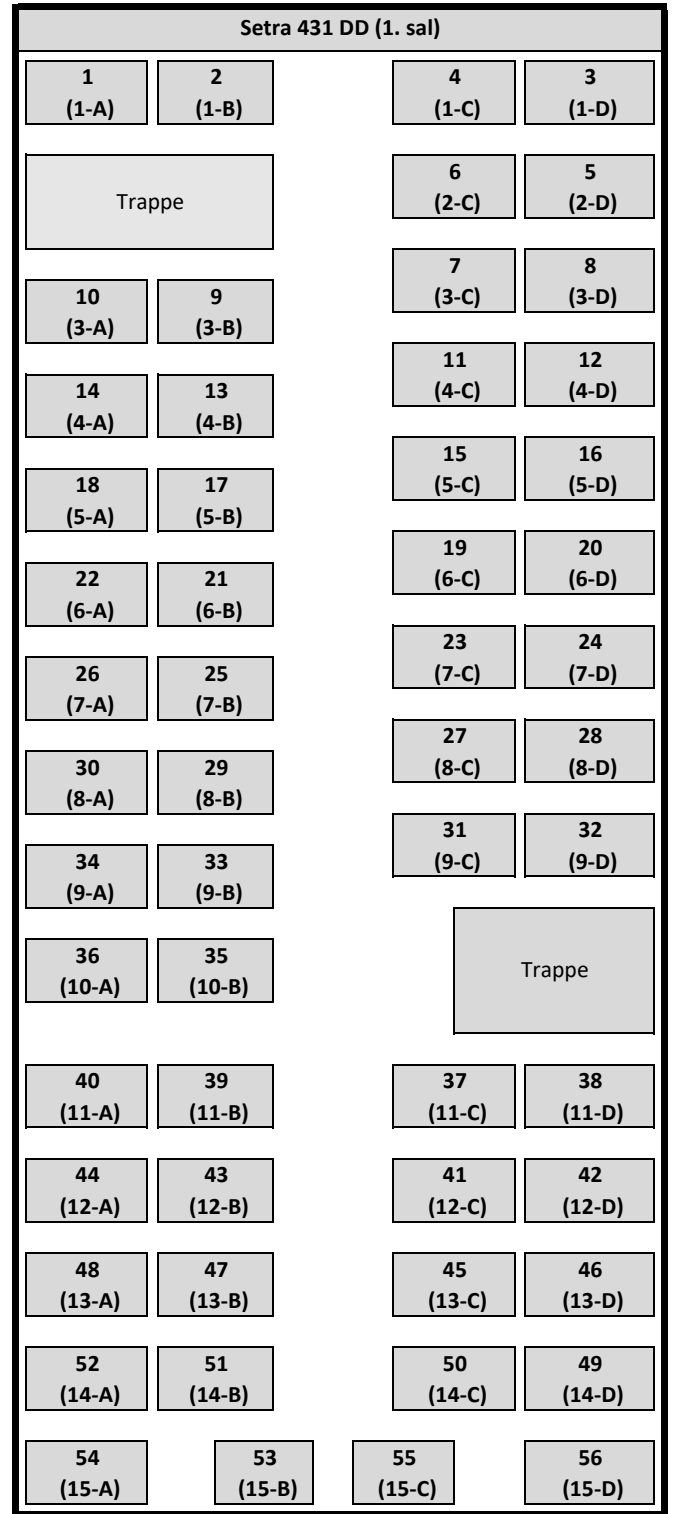 Setra 431 DD (1. sal)
1 2 4 3
(1-A) (1-B) (1-C) (1-D)
6 5
Trappe
(2-C) (2-D)
7 8
(3-C) (3-D)
10 9
(3-A) (3-B)
11 12
(4-C) (4-D)
14 13
(4-A) (4-B)
15 16
(5-C) (5-D)
18 17
(5-A) (5-B)
19 20
(6-C) (6-D)
22 21
(6-A) (6-B)
23 24
(7-C) (7-D)
26 25
(7-A) (7-B)
27 28
(8-C) (8-D)
30 29
(8-A) (8-B)
31 32
(9-C) (9-D)
34 33
(9-A) (9-B)
36 35
(10-A) (10-B)
Trappe
40 39 37 38
(11-A) (11-B) (11-C) (11-D)
44 43 41 42
(12-A) (12-B) (12-C) (12-D)
48 47 45 46
(13-A) (13-B) (13-C) (13-D)
52 51 50 49
(14-A) (14-B) (14-C) (14-D)
54 53 55 56
(15-A) (15-B) (15-C) (15-D)